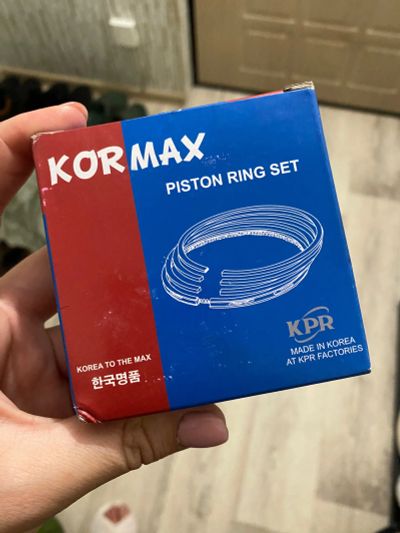 KORMAX
PISTON RING SET
KPR
MADE IN KOREA
AT KPR FACTORIES
KOREA TO THE MAX
한국명품